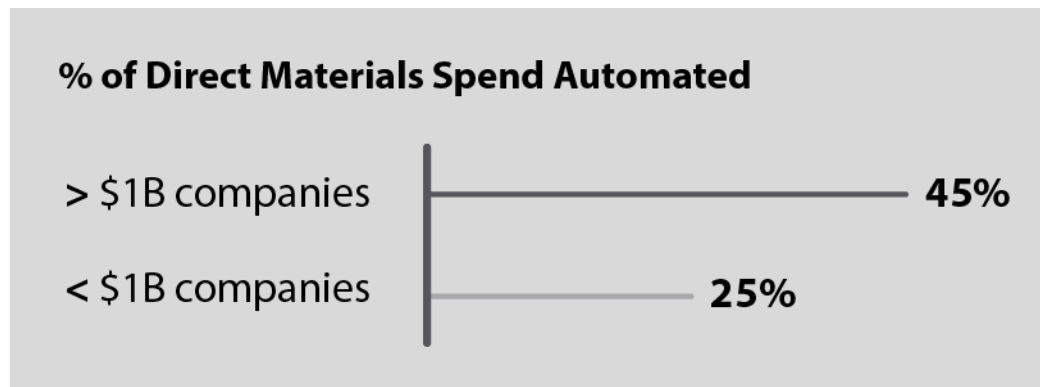 % of Direct Materials Spend Automated
> $1B companies 45%
< $1B companies 25%